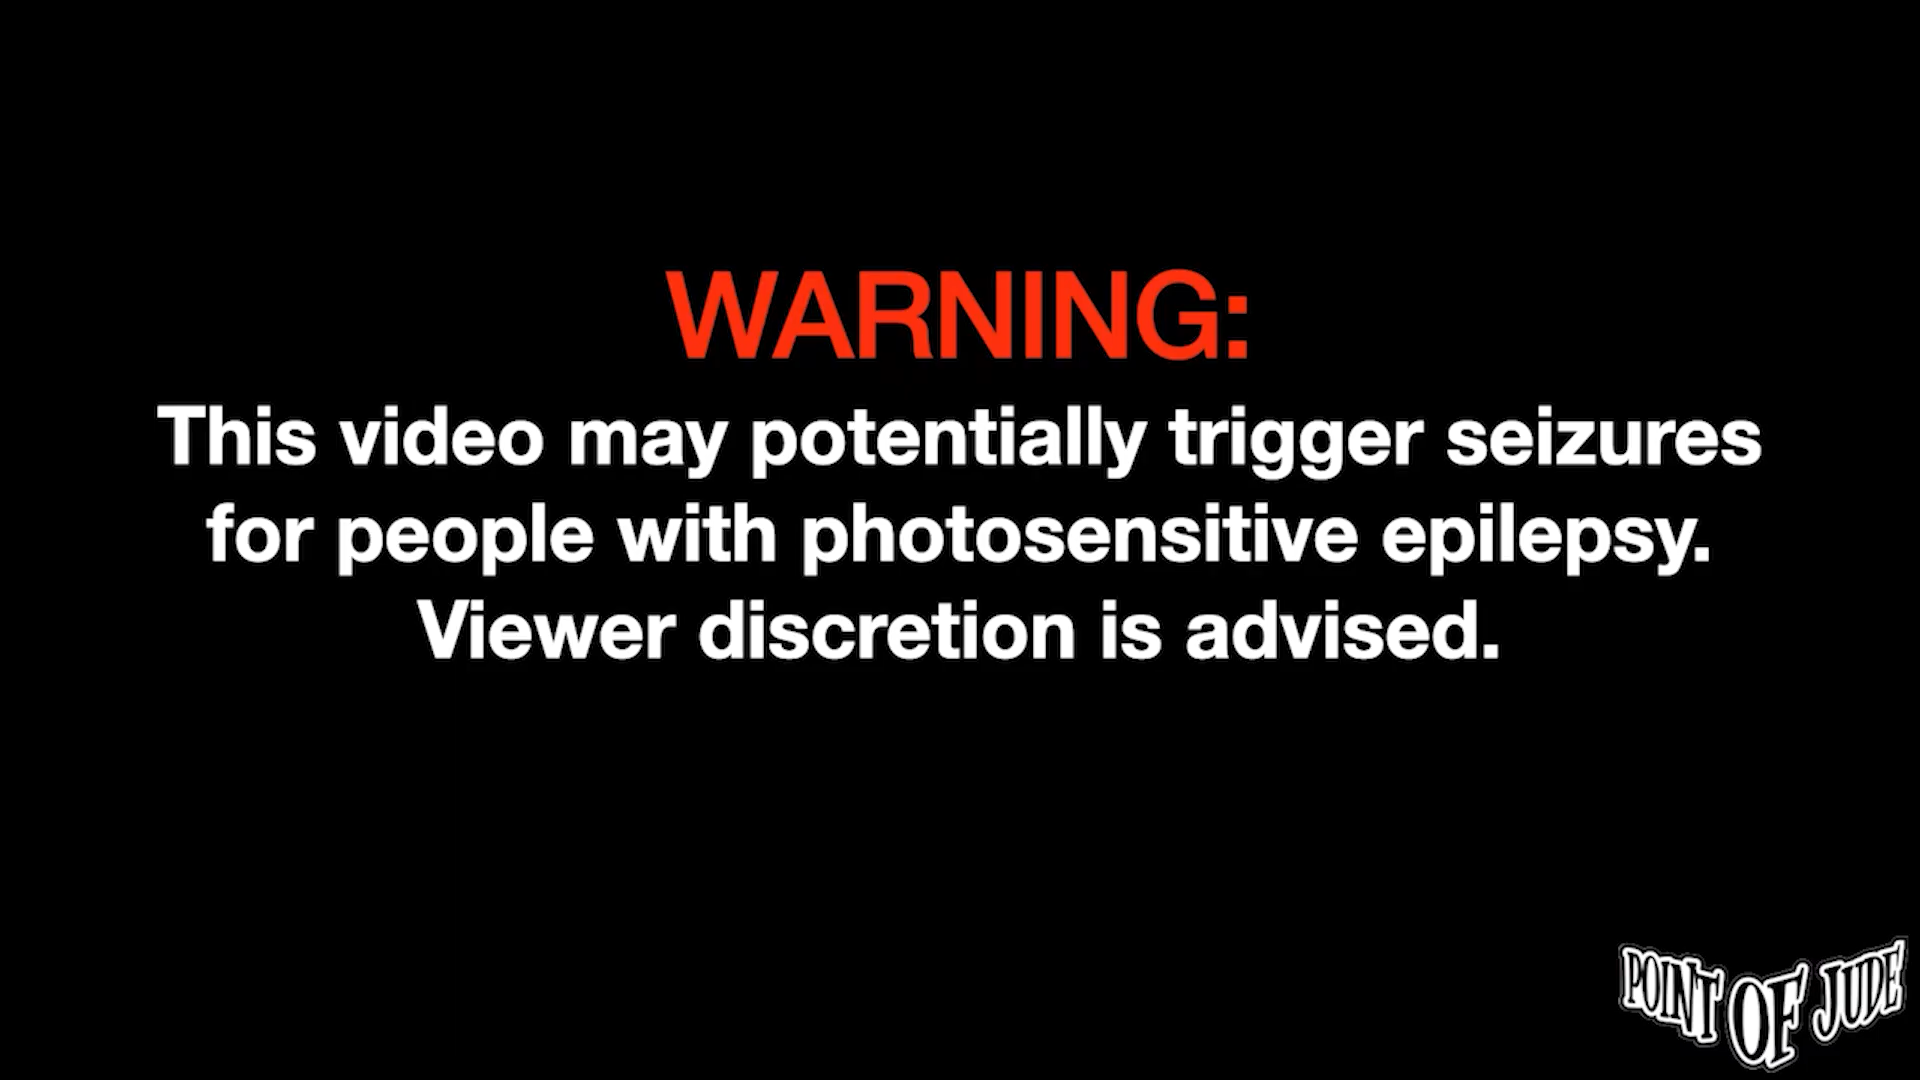 WARNING:
This video may potentially trigger seizures
for people with photosensitive epilepsy.
Viewer discretion is advised.
POINT OF JUDE